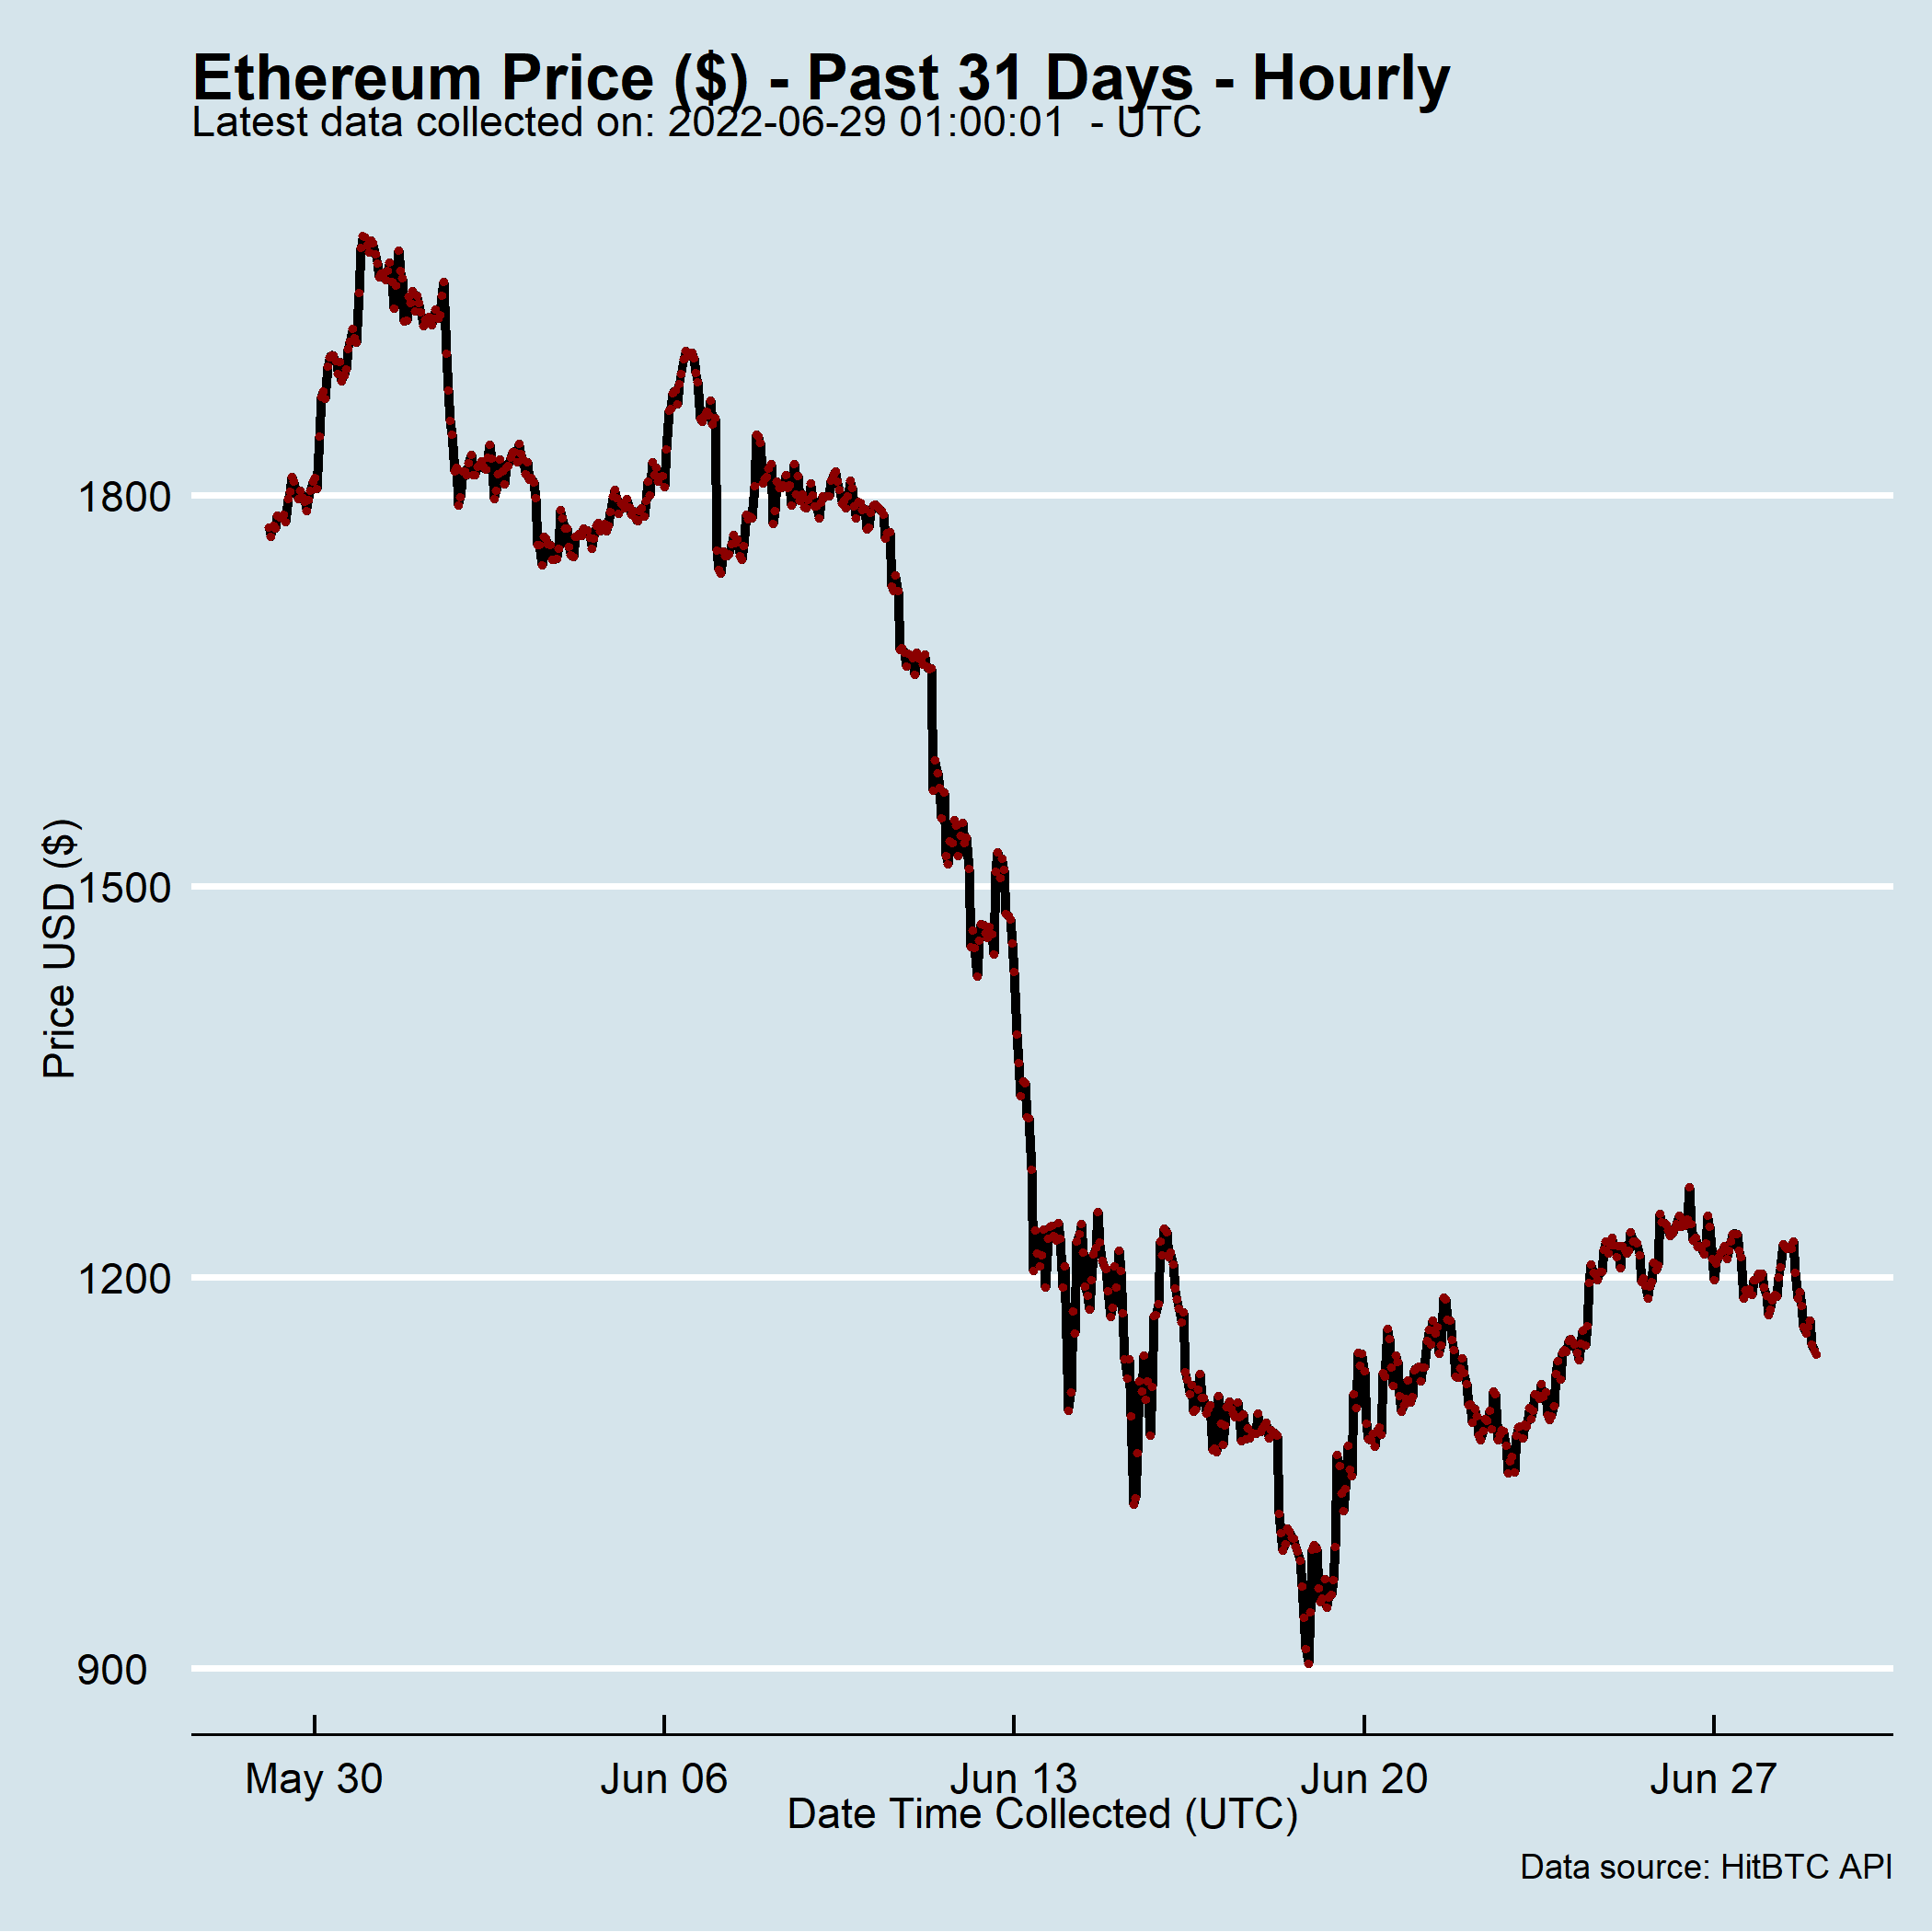 Ethereum Price ($) - Past 31 Days - Hourly
Latest data collected on: 2022-06-29 01:00:01  - UTC
Price USD ($)
1800
1500
1200
900
May 30
Jun 06
Jun 13
Jun 20
Jun 27
Date Time Collected (UTC)
Data source: HitBTC API